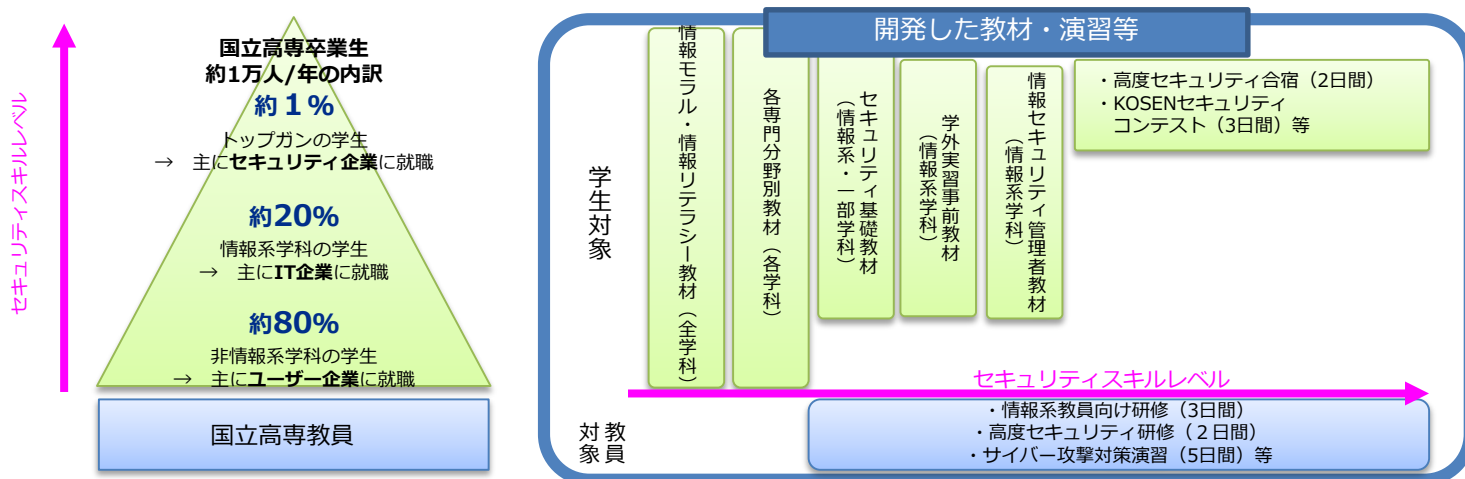 セキュリティスキルレベル
国立高専卒業生
約1万人/年の内訳
約１%
トップガンの学生
→ 主にセキュリティ企業に就職
約20%
情報系学科の学生
→ 主にIT企業に就職
約80%
非情報系学科の学生
→ 主にユーザー企業に就職
国立高専教員
開発した教材・演習等
学生対象
情報モラル・情報リテラシー教材（全学科）
各専門分野別教材（各学科）
セキュリティ基礎教材
（情報系・一部学科）
学外実習事前教材
（情報系学科）
情報セキュリティ管理者教材
（情報系学科）
・高度セキュリティ合宿（2日間）
・KOSENセキュリティ
コンテスト（3日間）等
セキュリティスキルレベル
教員
対象
・情報系教員向け研修（3日間）
・高度セキュリティ研修（２日間）
・サイバー攻撃対策演習（5日間）等